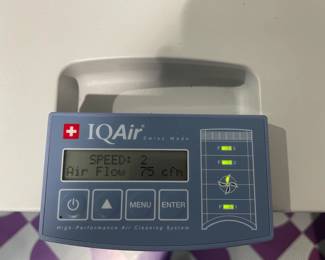 IQAir®
Swiss Made
SPEED: 2
Air Flow 75 cfm
MENU
ENTER
High-Performance Air Cleaning System